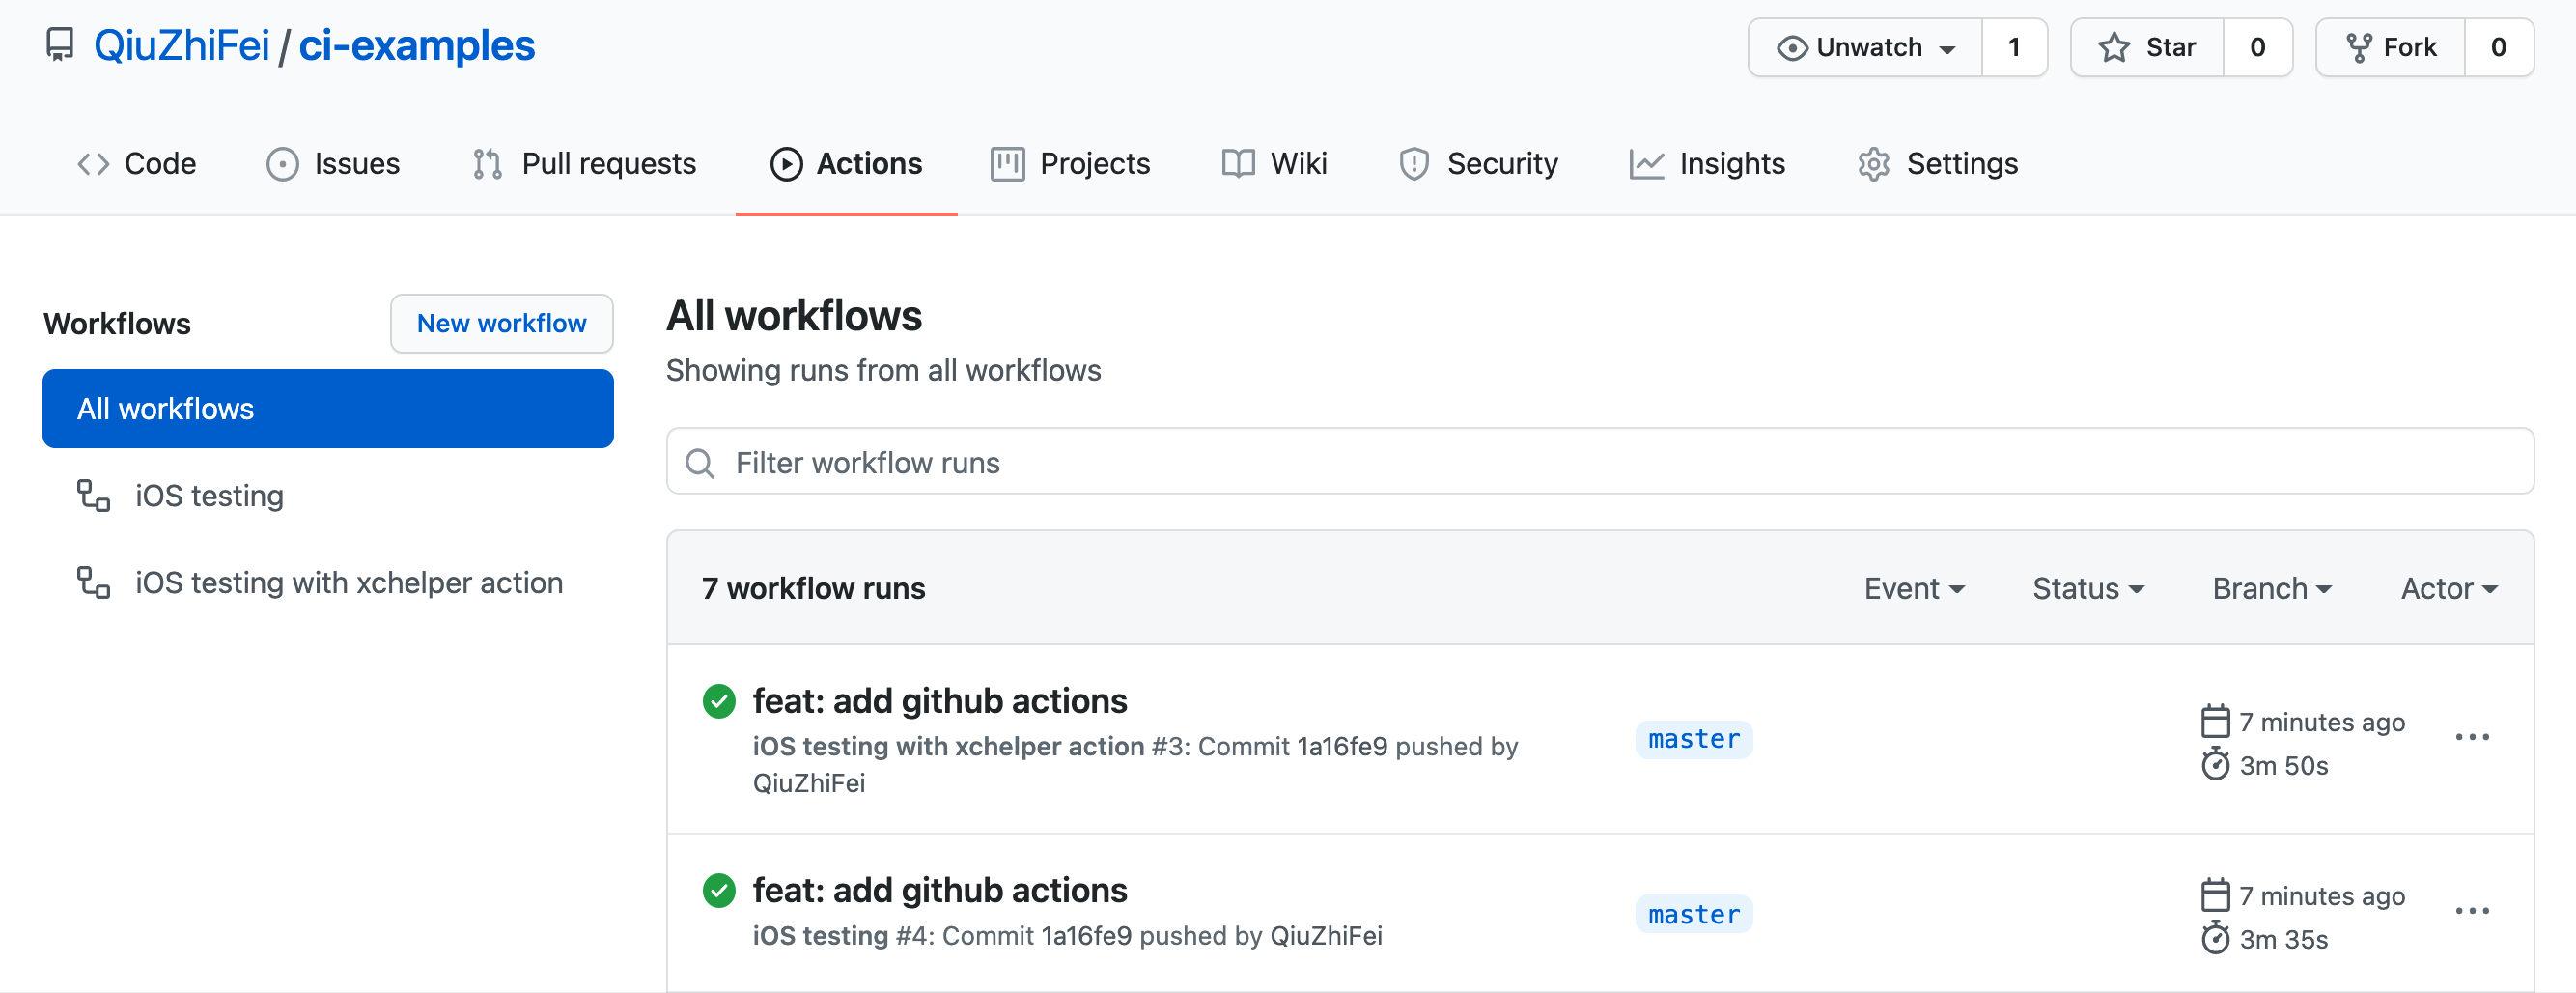 QiuZhiFei / ci-examples
Unwatch 1 Star 0 Fork 0
Code Issues Pull requests Actions Projects Wiki Security Insights Settings
Workflows
New workflow
All workflows
iOS testing
iOS testing with xchelper action
All workflows
Showing runs from all workflows
Filter workflow runs
7 workflow runs Event Status Branch Actor
feat: add github actions
iOS testing with xchelper action #3: Commit 1a16fe9 pushed by
QiuZhiFei
master
7 minutes ago
3m 50s
feat: add github actions
iOS testing #4: Commit 1a16fe9 pushed by QiuZhiFei
master
7 minutes ago
3m 35s